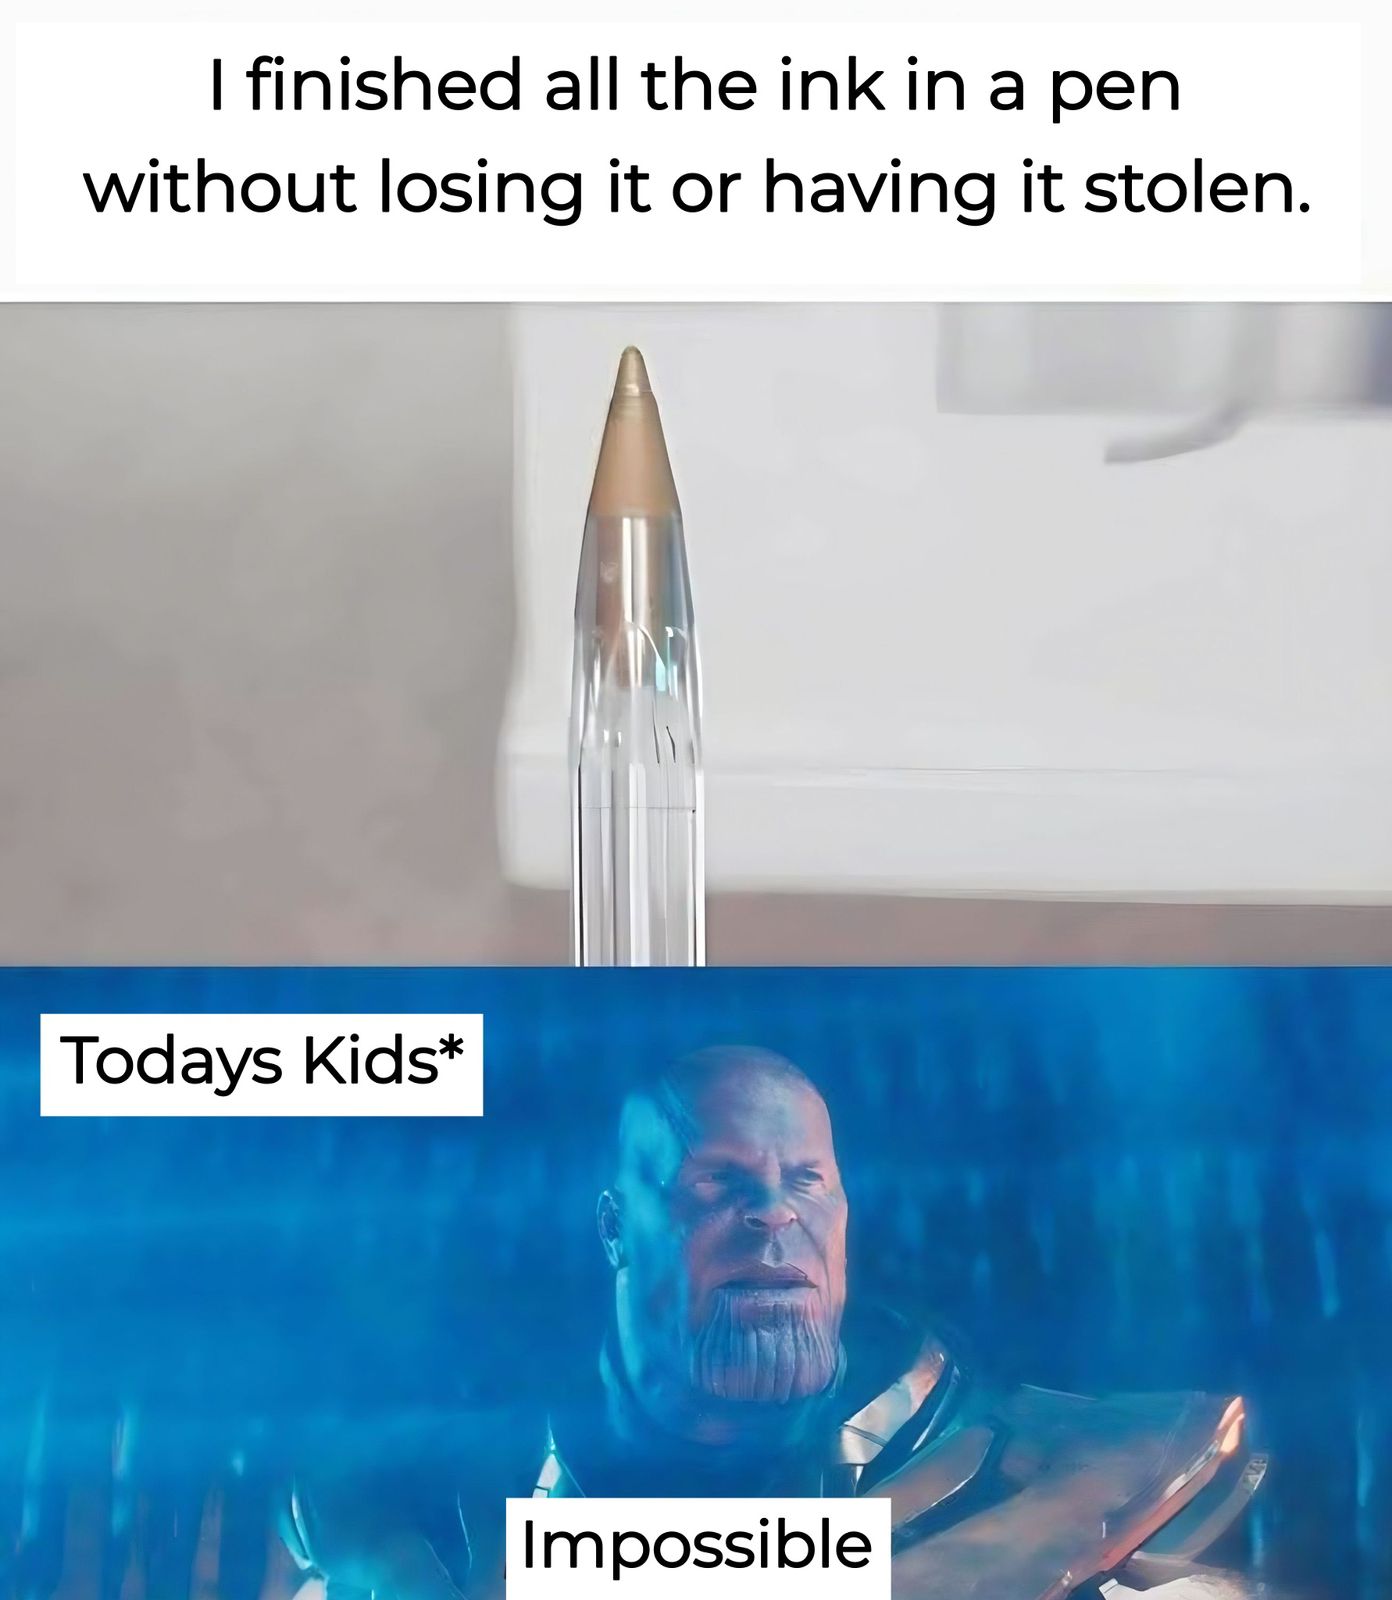 I finished all the ink in a pen
without losing it or having it stolen.
Todays Kids*
Impossible